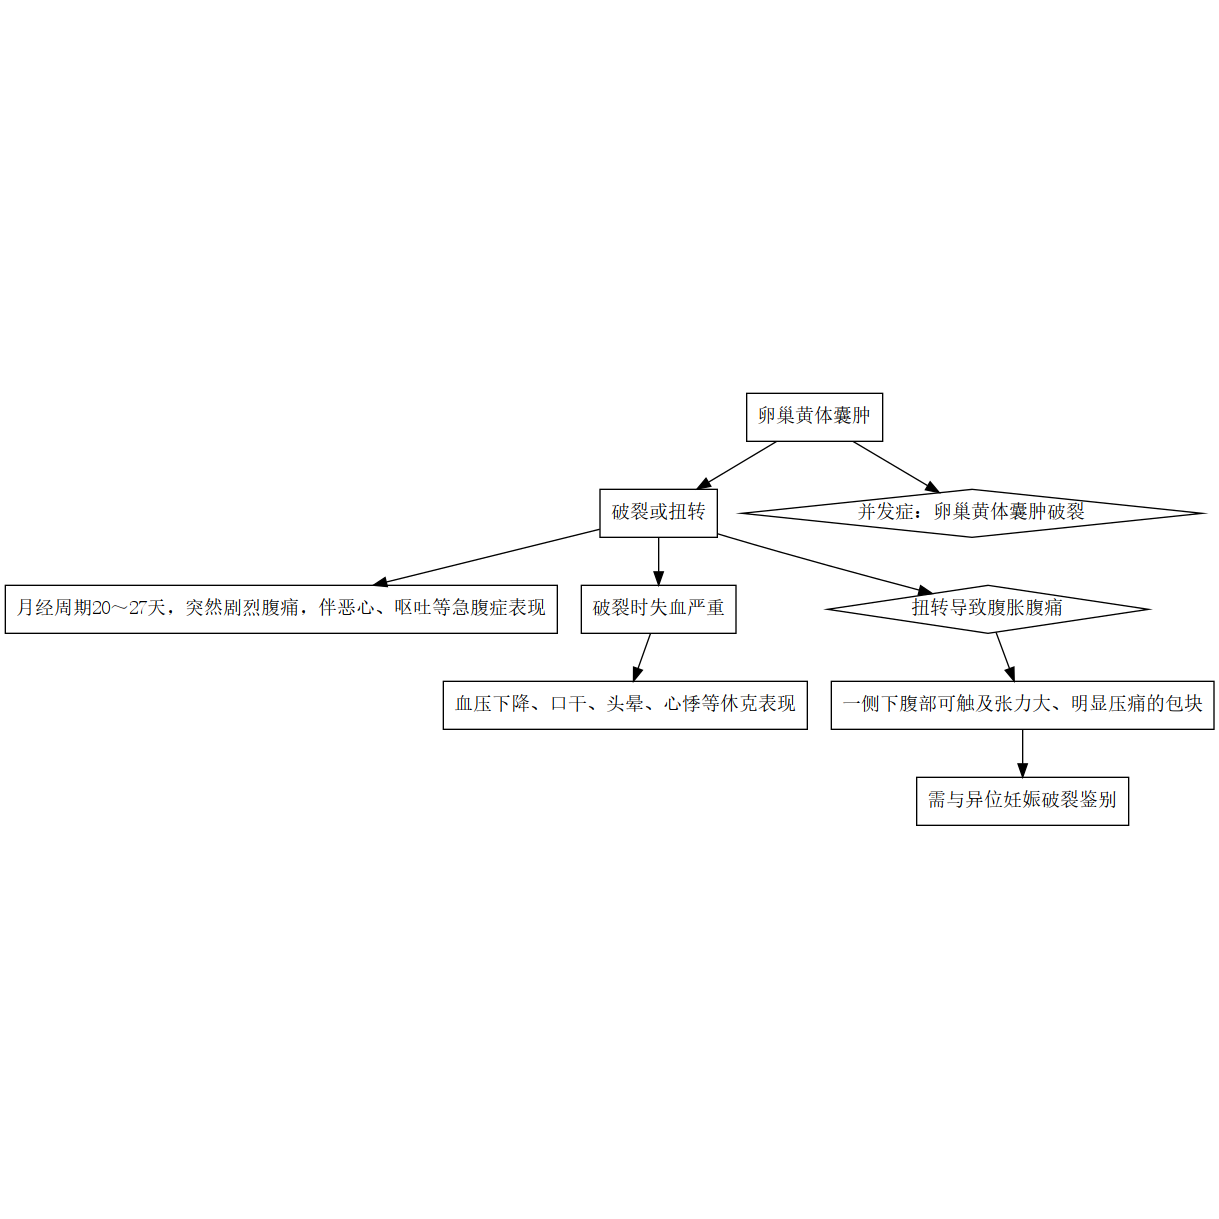 卵巢黄体囊肿
破裂或扭转
并发症：卵巢黄体囊肿破裂
月经周期20～27天，突然剧烈腹痛，伴恶心、呕吐等急腹症表现
破裂时失血严重
扭转导致腹胀腹痛
血压下降、口干、头晕、心悸等休克表现
一侧下腹部可触及张力大、明显压痛的包块
需与异位妊娠破裂鉴别